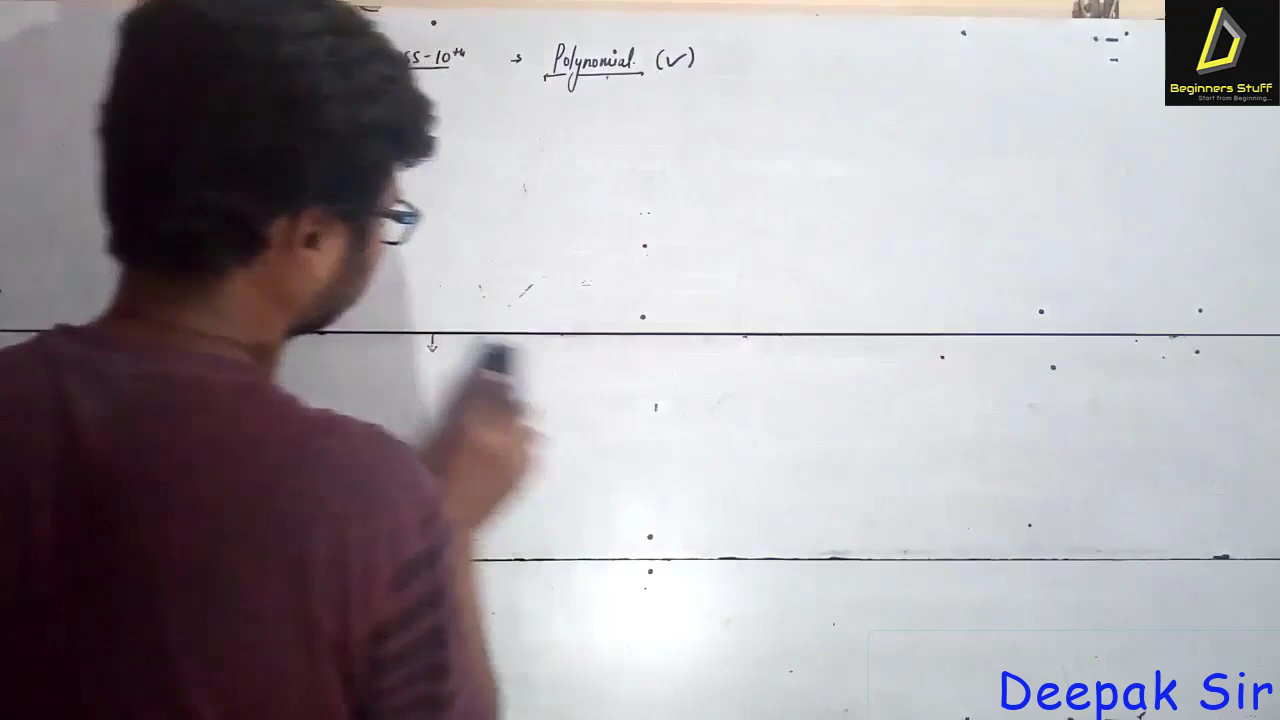 ss-10th → Polynomial (✓)
Beginners Stuff
Start from Beginning...
Deepak Sir